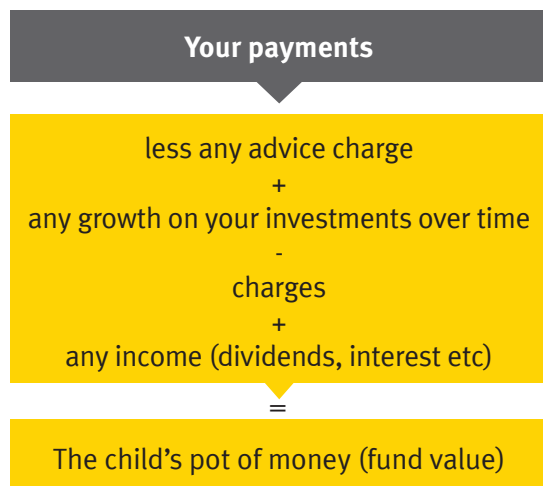 Your payments
less any advice charge
+
any growth on your investments over time
-
charges
+
any income (dividends, interest etc)
=
The child’s pot of money (fund value)